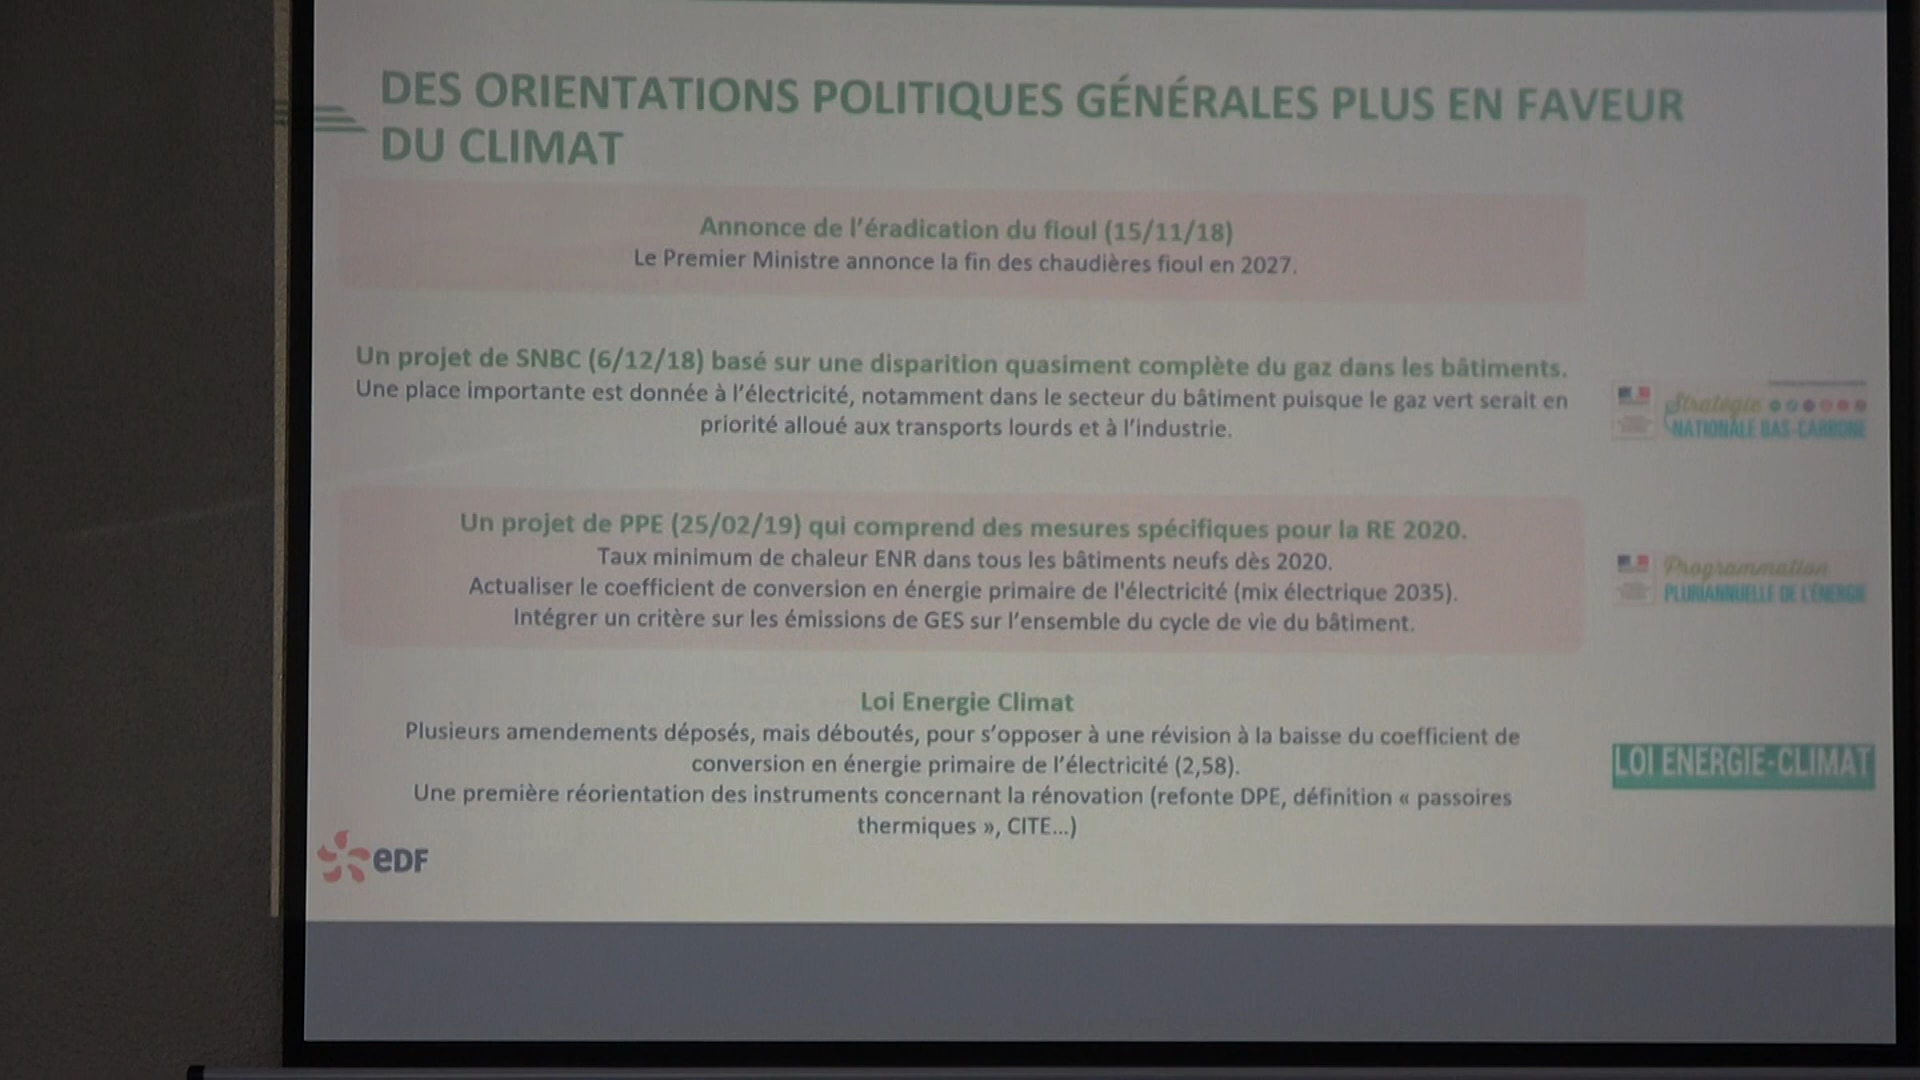 DES ORIENTATIONS POLITIQUES GÉNÉRALES PLUS EN FAVEUR
DU CLIMAT
Annonce de l'éradication du fioul (15/11/18)
Le Premier Ministre annonce la fin des chaudières fioul en 2027.
Un projet de SNBC (6/12/18) basé sur une disparition quasiment complète du gaz dans les bâtiments.
Une place importante est donnée à l'électricité, notamment dans le secteur du bâtiment puisque le gaz vert serait en
priorité alloué aux transports lourds et à l'industrie.
Stratégie
NATIONALE BAS-CARBONE
Un projet de PPE (25/02/19) qui comprend des mesures spécifiques pour la RE 2020.
Taux minimum de chaleur ENR dans tous les bâtiments neufs dès 2020.
Actualiser le coefficient de conversion en énergie primaire de l'électricité (mix électrique 2035).
Intégrer un critère sur les émissions de GES sur l'ensemble du cycle de vie du bâtiment.
Programmation
PLURIANNUELLE DE L'ÉNERGIE
Loi Energie Climat
Plusieurs amendements déposés, mais déboutés, pour s'opposer à une révision à la baisse du coefficient de
conversion en énergie primaire de l'électricité (2,58).
Une première réorientation des instruments concernant la rénovation (refonte DPE, définition « passoires
thermiques », CITE...)
LOI ENERGIE-CLIMAT
eDF